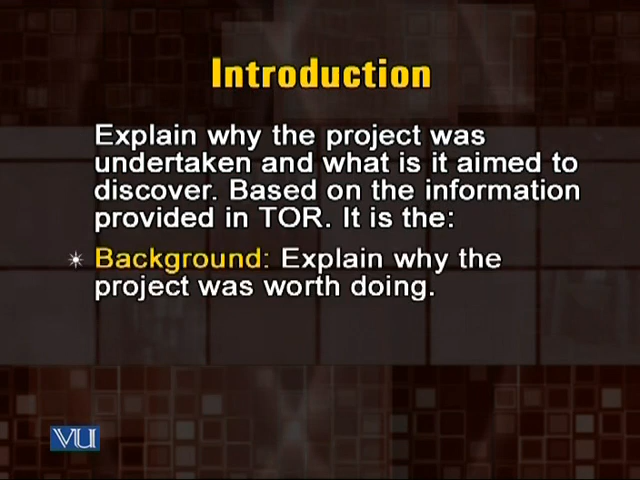 Introduction
Explain why the project was
undertaken and what is it aimed to
discover. Based on the information
provided in TOR. It is the:
Background: Explain why the
project was worth doing.
VU